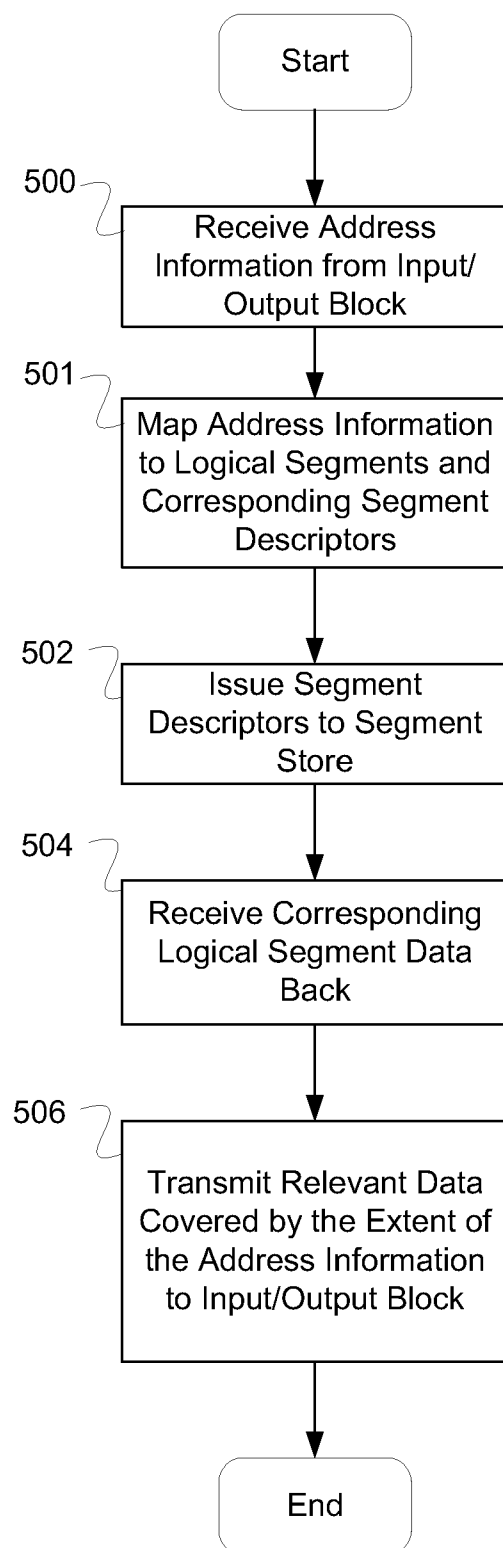 Start
500
Receive Address
Information from Input/
Output Block
501
Map Address Information
to Logical Segments and
Corresponding Segment
Descriptors
502
Issue Segment
Descriptors to Segment
Store
504
Receive Corresponding
Logical Segment Data
Back
506
Transmit Relevant Data
Covered by the Extent of
the Address Information
to Input/Output Block
End